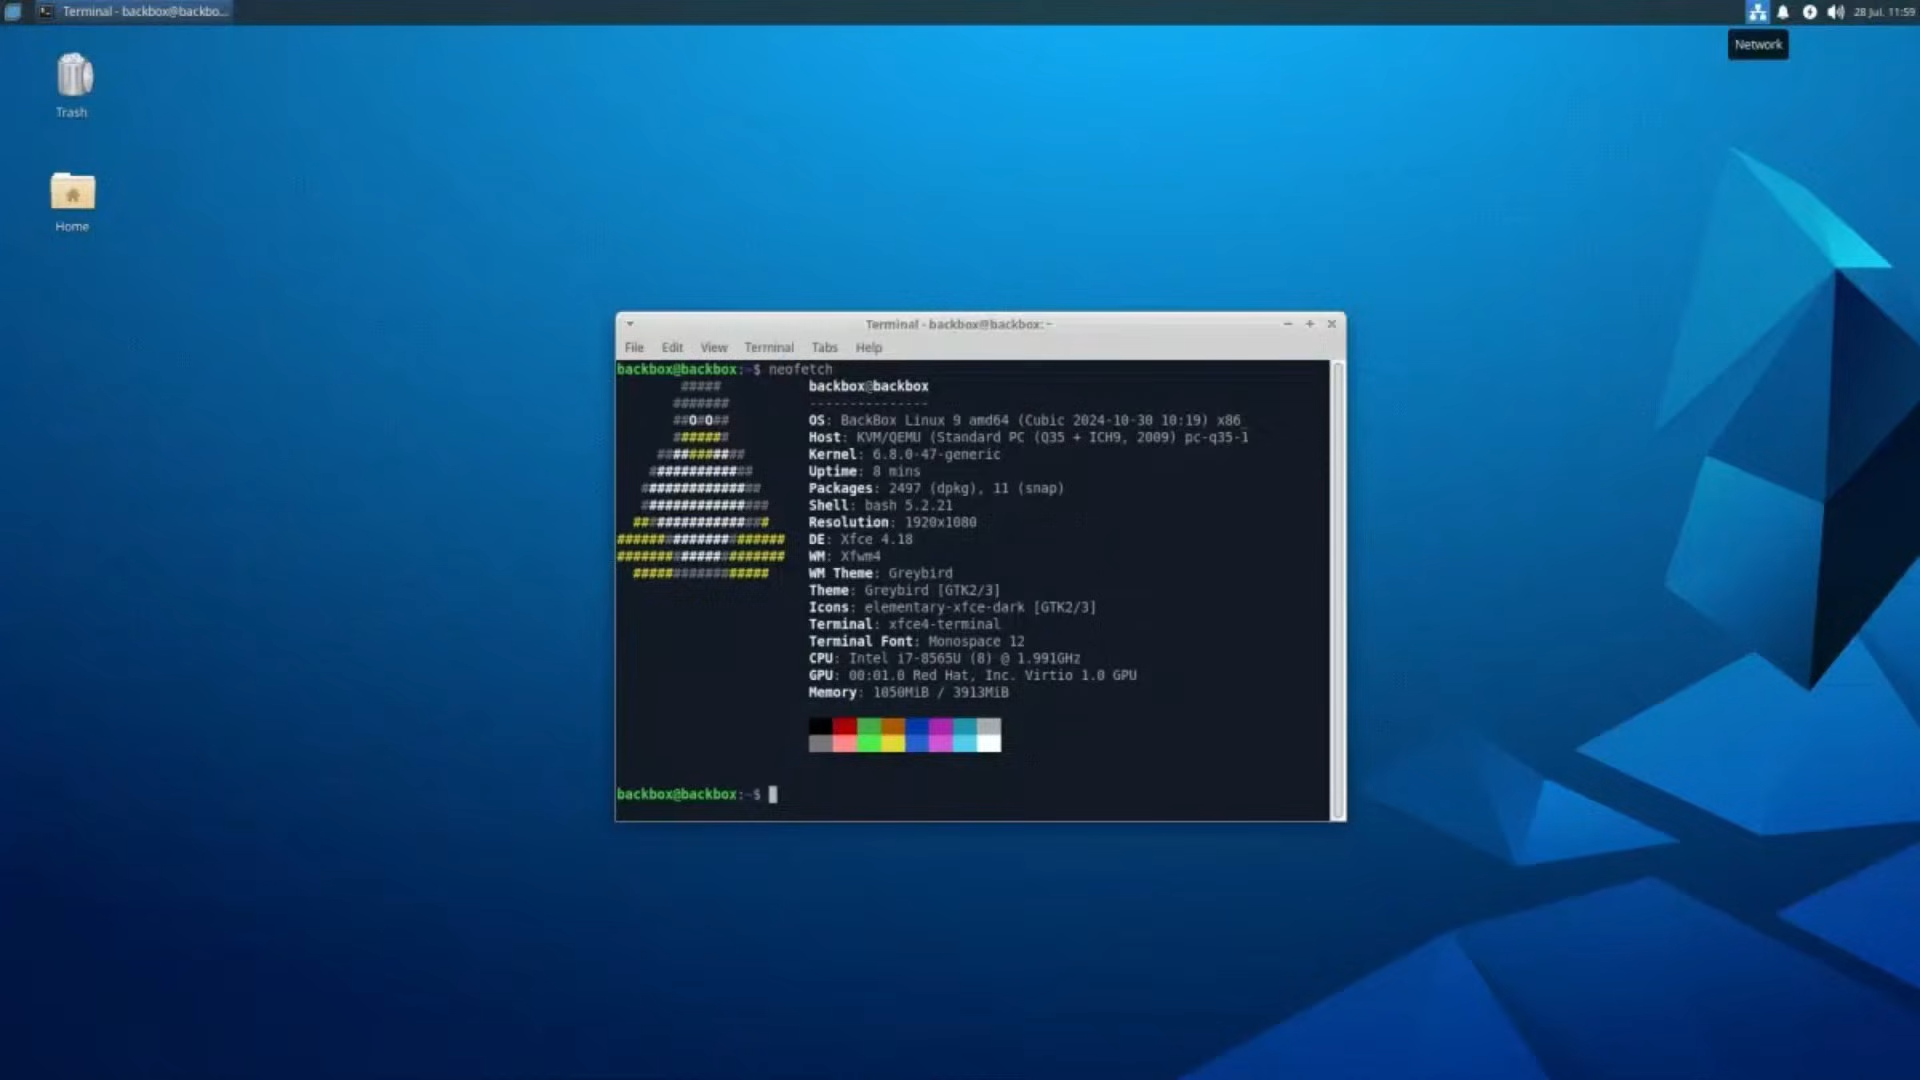 Terminal - backbox@backbo...
28 Jul, 11:59
Network
Trash
Home
Terminal - backbox@backbox: ~
File Edit View Terminal Tabs Help
backbox@backbox:~$ neofetch
#####
#######
##O#O##
#######
###########
#############
###############
################
#################
#####################
#####################
#################
backbox@backbox
---------------
OS: BackBox Linux 9 amd64 (Cubic 2024-10-30 10:19) x86_
Host: KVM/QEMU (Standard PC (Q35 + ICH9, 2009) pc-q35-1
Kernel: 6.8.0-47-generic
Uptime: 8 mins
Packages: 2497 (dpkg), 11 (snap)
Shell: bash 5.2.21
Resolution: 1920x1080
DE: Xfce 4.18
WM: Xfwm4
WM Theme: Greybird
Theme: Greybird [GTK2/3]
Icons: elementary-xfce-dark [GTK2/3]
Terminal: xfce4-terminal
Terminal Font: Monospace 12
CPU: Intel i7-8565U (8) @ 1.991GHz
GPU: 00:01.0 Red Hat, Inc. Virtio 1.0 GPU
Memory: 1050MiB / 3913MiB
backbox@backbox:~$